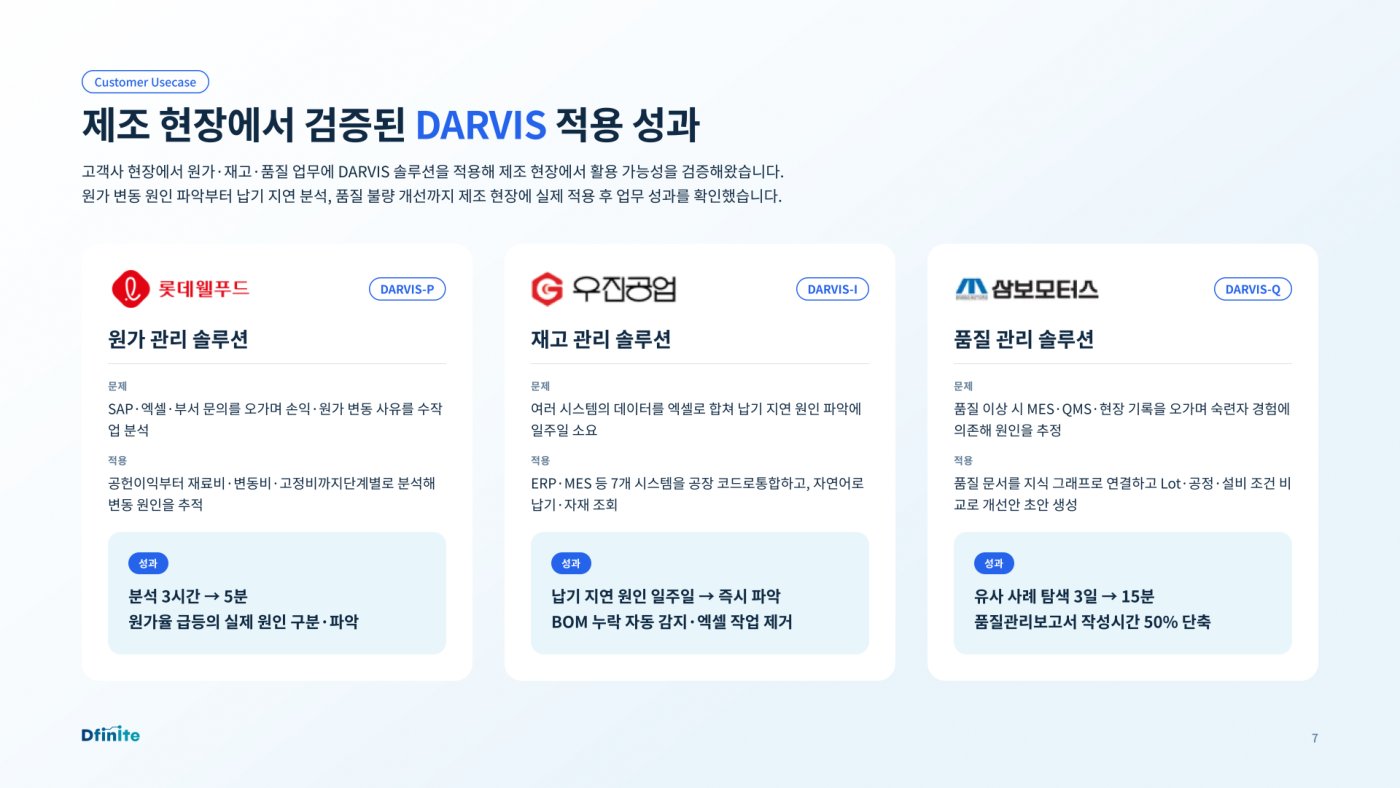 Customer Usecase
제조 현장에서 검증된 DARVIS 적용 성과
고객사 현장에서 원가·재고·품질 업무에 DARVIS 솔루션을 적용해 제조 현장에서 활용 가능성을 검증해왔습니다.
원가 변동 원인 파악부터 납기 지연 분석, 품질 불량 개선까지 제조 현장에 실제 적용 후 업무 성과를 확인했습니다.
롯데웰푸드
DARVIS-P
원가 관리 솔루션
문제
SAP·엑셀·부서 문의를 오가며 손익·원가 변동 사유를 수작
업 분석
적용
공헌이익부터 재료비·변동비·고정비까지단계별로 분석해
변동 원인을 추적
성과
분석 3시간 → 5분
원가율 급등의 실제 원인 구분·파악
우진공업
DARVIS-I
재고 관리 솔루션
문제
여러 시스템의 데이터를 엑셀로 합쳐 납기 지연 원인 파악에
일주일 소요
적용
ERP·MES 등 7개 시스템을 공장 코드로통합하고, 자연어로
납기·자재 조회
성과
납기 지연 원인 일주일 → 즉시 파악
BOM 누락 자동 감지·엑셀 작업 제거
삼보모터스
DARVIS-Q
품질 관리 솔루션
문제
품질 이상 시 MES·QMS·현장 기록을 오가며 숙련자 경험에
의존해 원인을 추정
적용
품질 문서를 지식 그래프로 연결하고 Lot·공정·설비 조건 비
교로 개선안 초안 생성
성과
유사 사례 탐색 3일 → 15분
품질관리보고서 작성시간 50% 단축
Dfinite
7